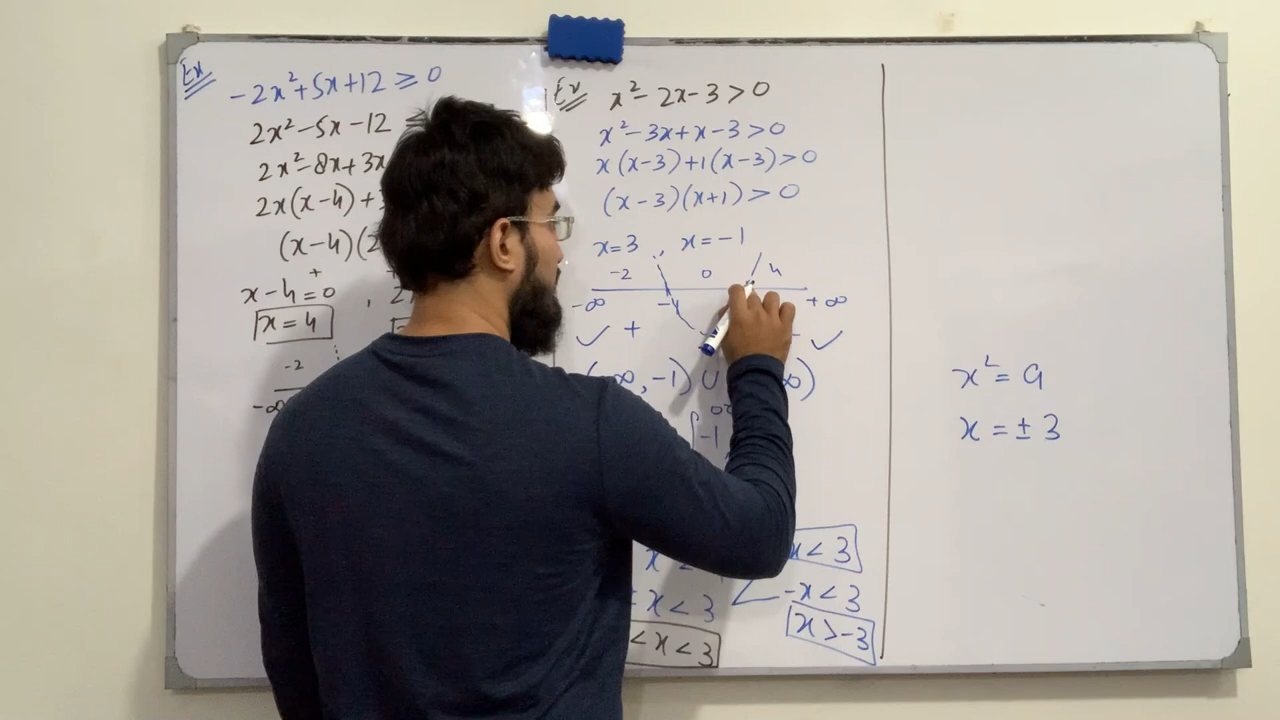 Ex
-2x²+5x+12 ≥ 0
2x²-5x-12 ≤
2x²-8x+3x
2x(x-4)+
(x-4)(2
+
x-4=0 ,
x=4
-2
-∞
Ex x²-2x-3>0
x²-3x+x-3>0
x(x-3)+1(x-3)>0
(x-3)(x+1)>0
x=3 , x=-1
-2 0 4
-∞ -1 +∞
✓ + ✓
∞,-1) ∪ ∞)
-1
x< x<3
x<3 -x<3
<x<3 x>-3
x²=9
x=±3